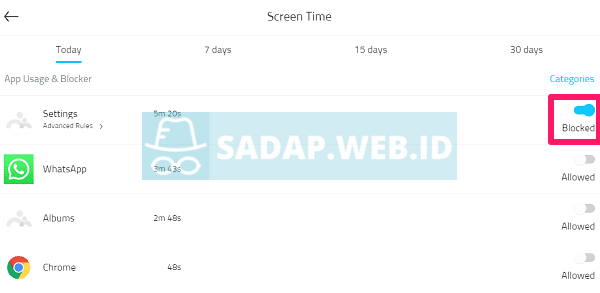 Screen Time
Today 7 days 15 days 30 days
App Usage & Blocker Categories
Settings 5m 20s
Advanced Rules Blocked
SADAP.WEB.ID
WhatsApp 3m 43s
Allowed
Albums 2m 48s
Allowed
Chrome 48s
Allowed